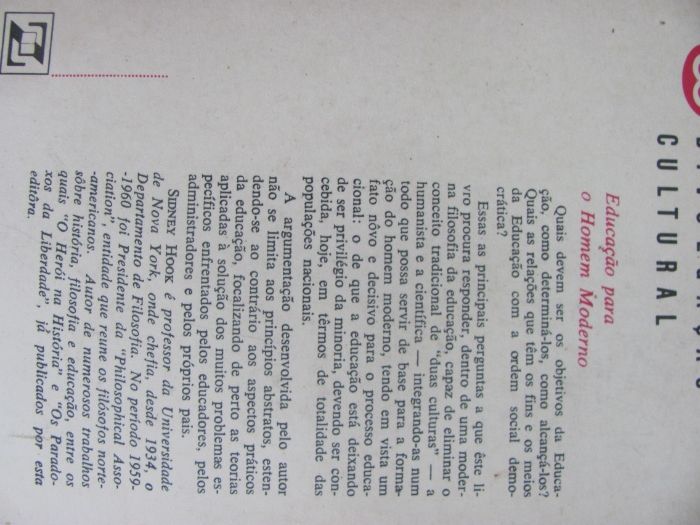 CULTURAL
Educação para
o Homem Moderno
Quais devem ser os objetivos da Educa-
ção, como determiná-los, como alcançá-los?
Quais as relações que têm os fins e os meios
da Educação com a ordem social demo-
crática?
Essas as principais perguntas a que êste li-
vro procura responder, dentro de uma moder-
na filosofia da educação, capaz de eliminar o
conceito tradicional de "duas culturas" — a
humanista e a científica — integrando-as num
todo que possa servir de base para a forma-
ção do homem moderno, tendo em vista um
fato nôvo e decisivo para o processo educa-
cional: o de que a educação está deixando
de ser privilégio da minoria, devendo ser con-
cebida, hoje, em têrmos de totalidade das
populações nacionais.
A argumentação desenvolvida pelo autor
não se limita aos princípios abstratos, esten-
dendo-se ao contrário aos aspectos práticos
da educação, focalizando de perto as teorias
aplicadas à solução dos muitos problemas es-
pecíficos enfrentados pelos educadores, pelos
administradores e pelos próprios pais.
SIDNEY HOOK é professor da Universidade
de Nova York, onde chefia, desde 1934, o
Departamento de Filosofia. No período 1959-
-1960 foi Presidente da "Philosophical Asso-
ciation", entidade que reune os filósofos norte-
-americanos. Autor de numerosos trabalhos
sôbre história, filosofia e educação, entre os
quais "O Herói na História" e "Os Parado-
xos da Liberdade", já publicados por esta
editôra.